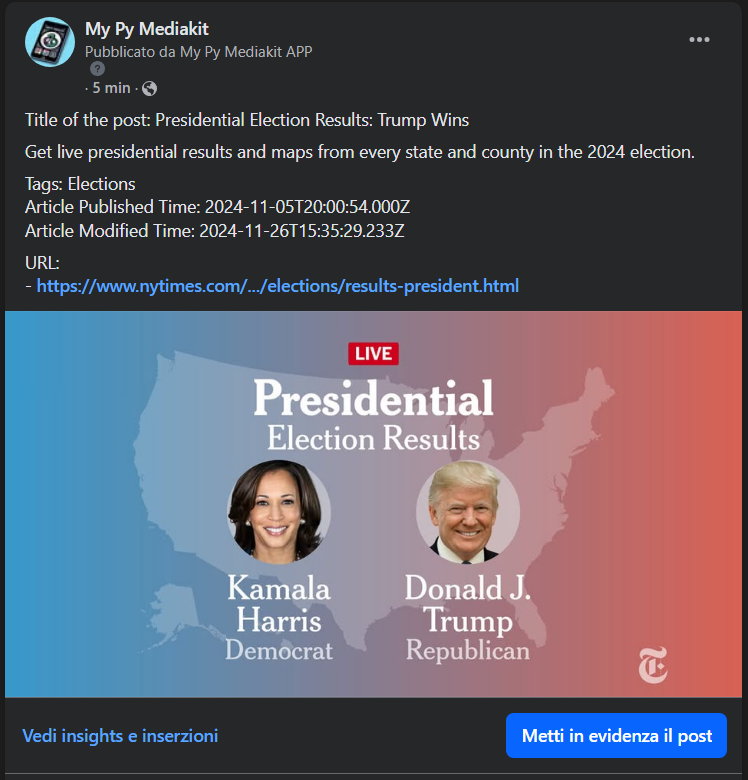 My Py Mediakit
Pubblicato da My Py Mediakit APP
?
· 5 min ·
Title of the post: Presidential Election Results: Trump Wins
Get live presidential results and maps from every state and county in the 2024 election.
Tags: Elections
Article Published Time: 2024-11-05T20:00:54.000Z
Article Modified Time: 2024-11-26T15:35:29.233Z
URL:
- https://www.nytimes.com/.../elections/results-president.html
LIVE
Presidential
Election Results
Kamala
Harris
Democrat
Donald J.
Trump
Republican
T
Vedi insights e inserzioni
Metti in evidenza il post